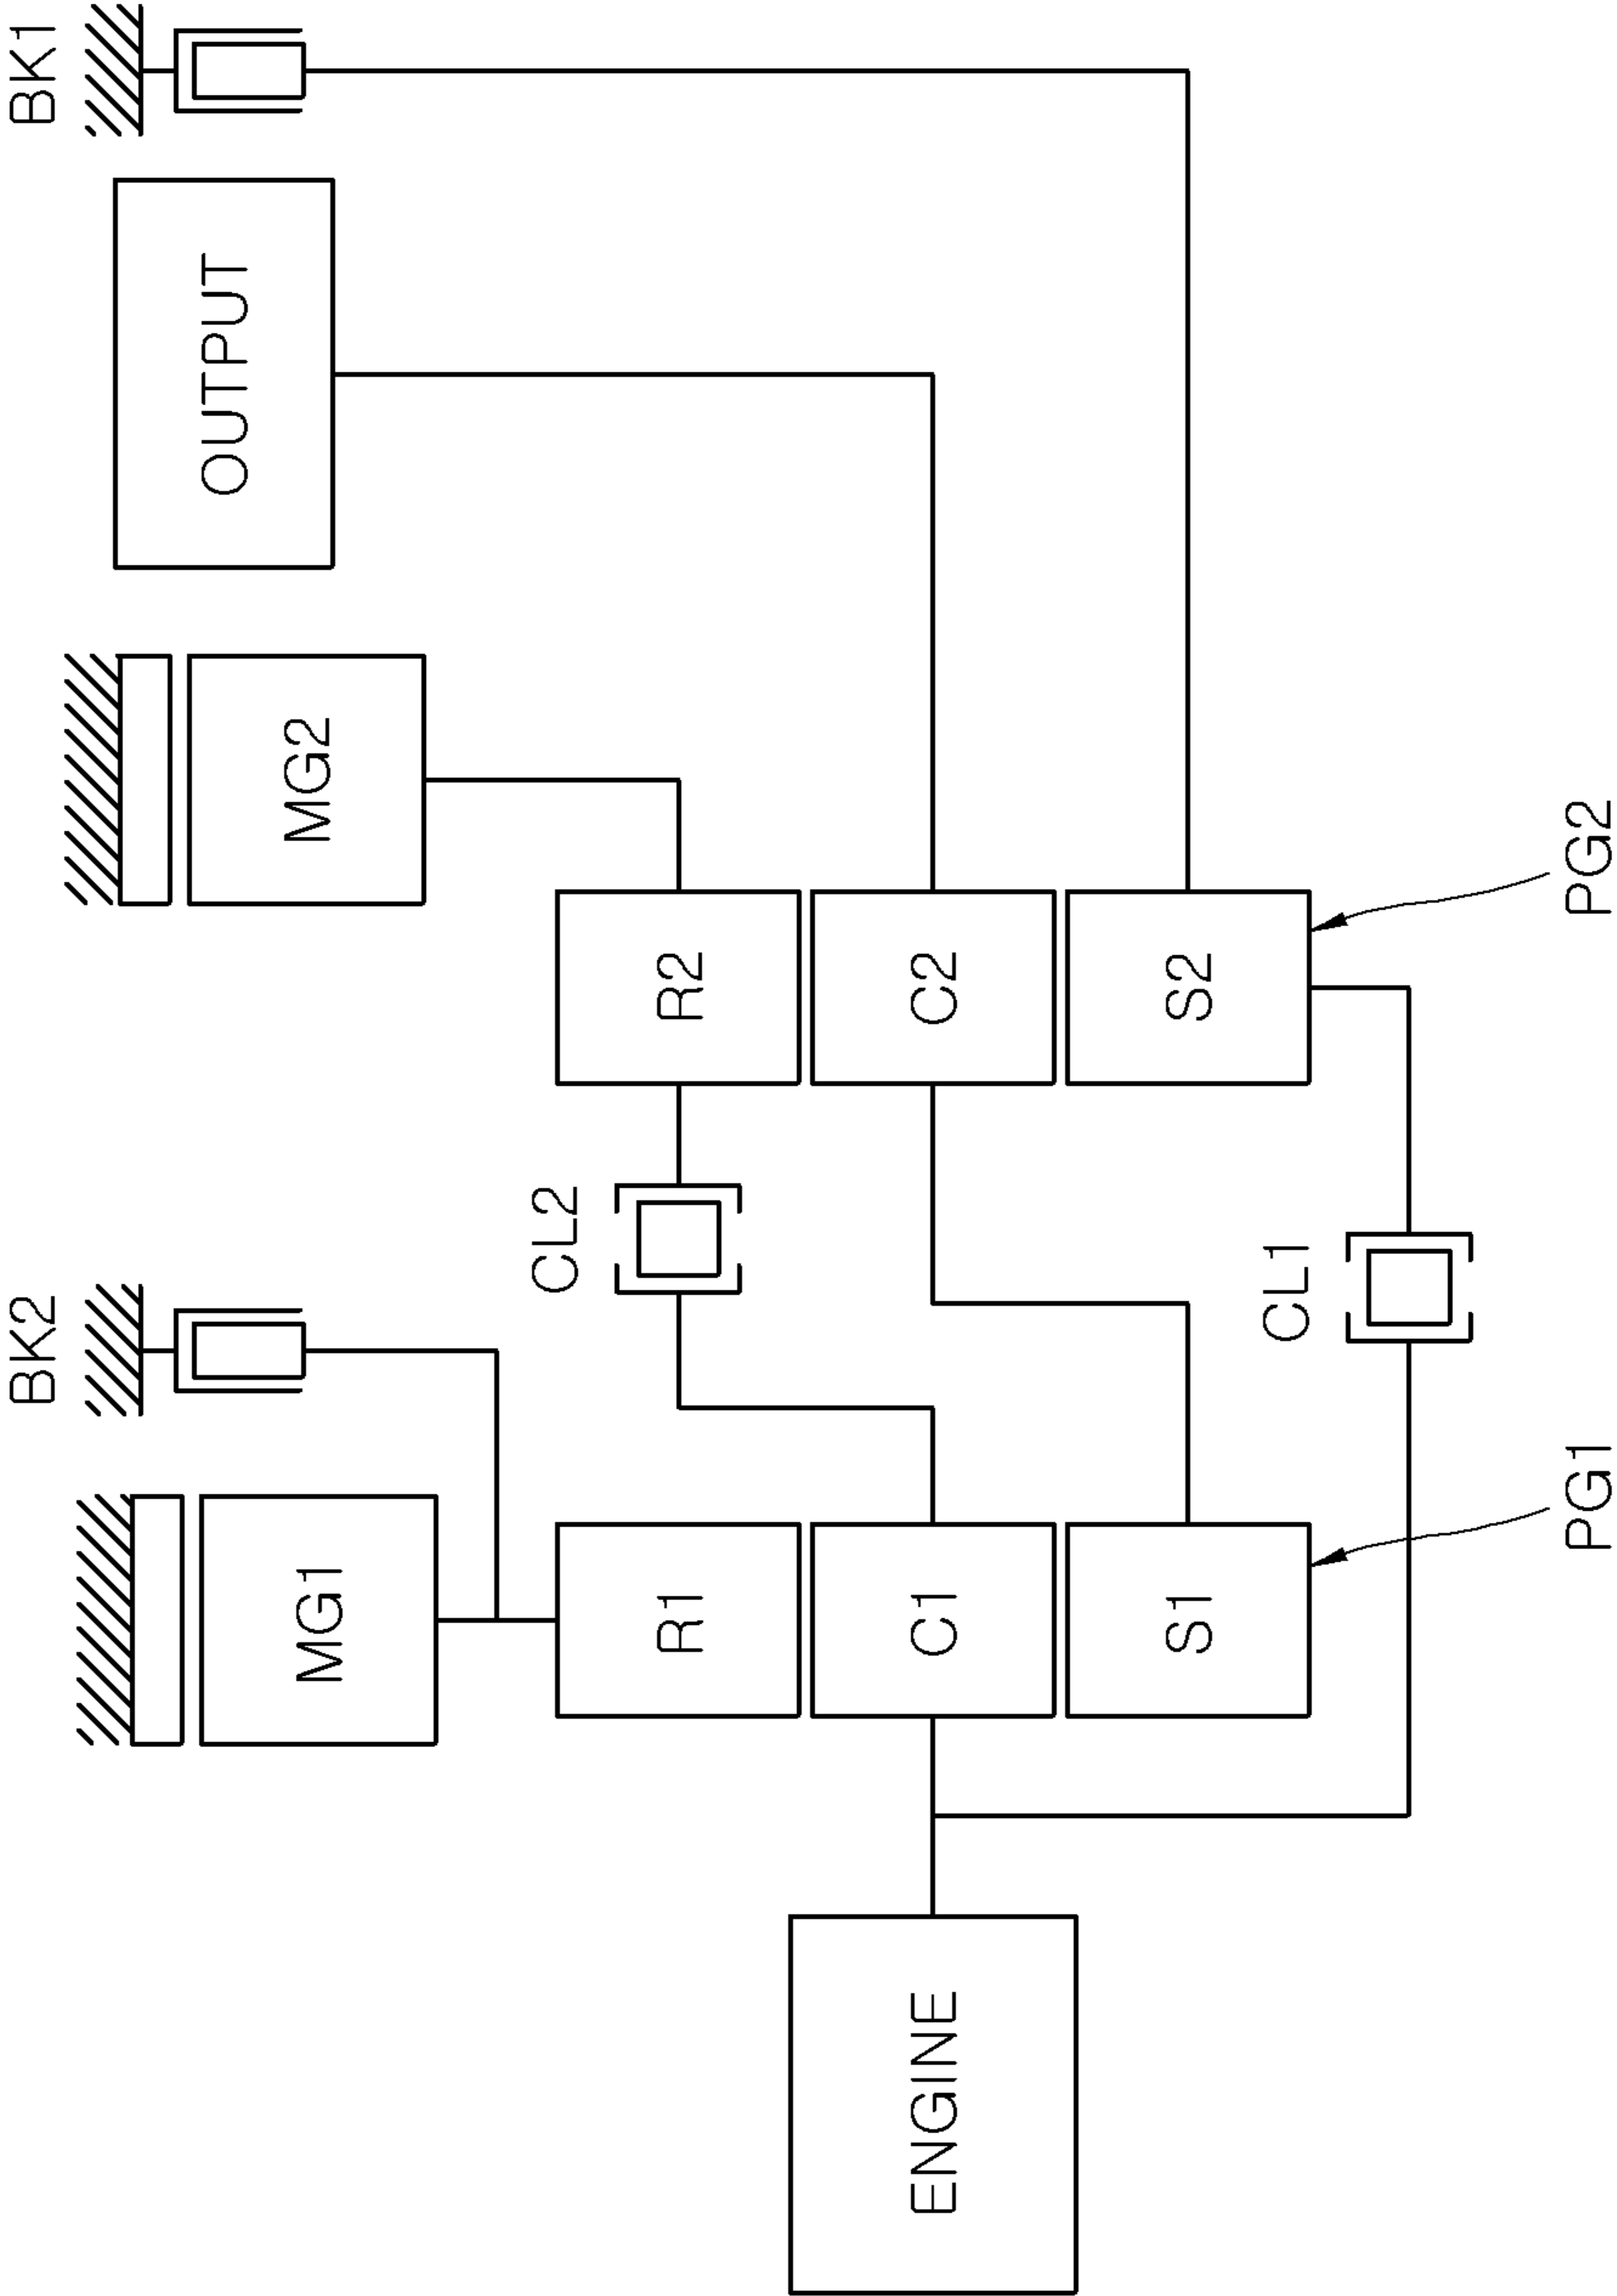 BK2
BK1
MG1
MG2
OUTPUT
CL2
R1
R2
ENGINE
C1
C2
S1
S2
CL1
PG1
PG2